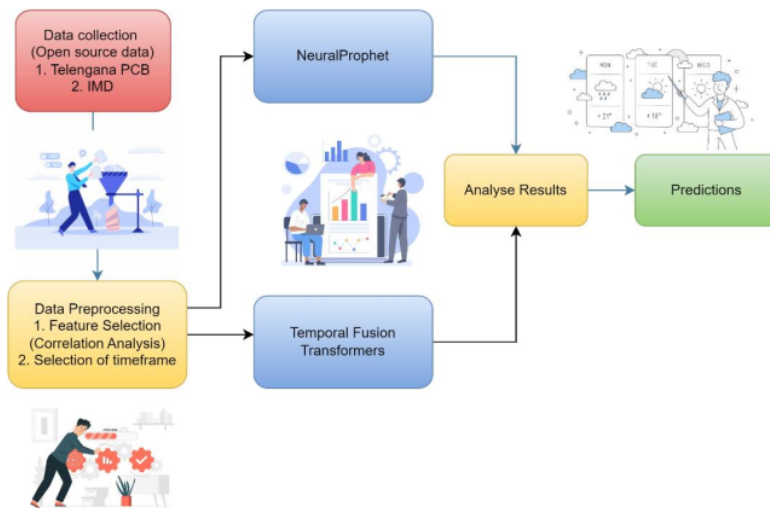 Data collection
(Open source data)
1. Telengana PCB
2. IMD
NeuralProphet
MON
TUE
WED
+21°
+18°
Analyse Results
Predictions
Data Preprocessing
1. Feature Selection
(Correlation Analysis)
2. Selection of timeframe
Temporal Fusion
Transformers